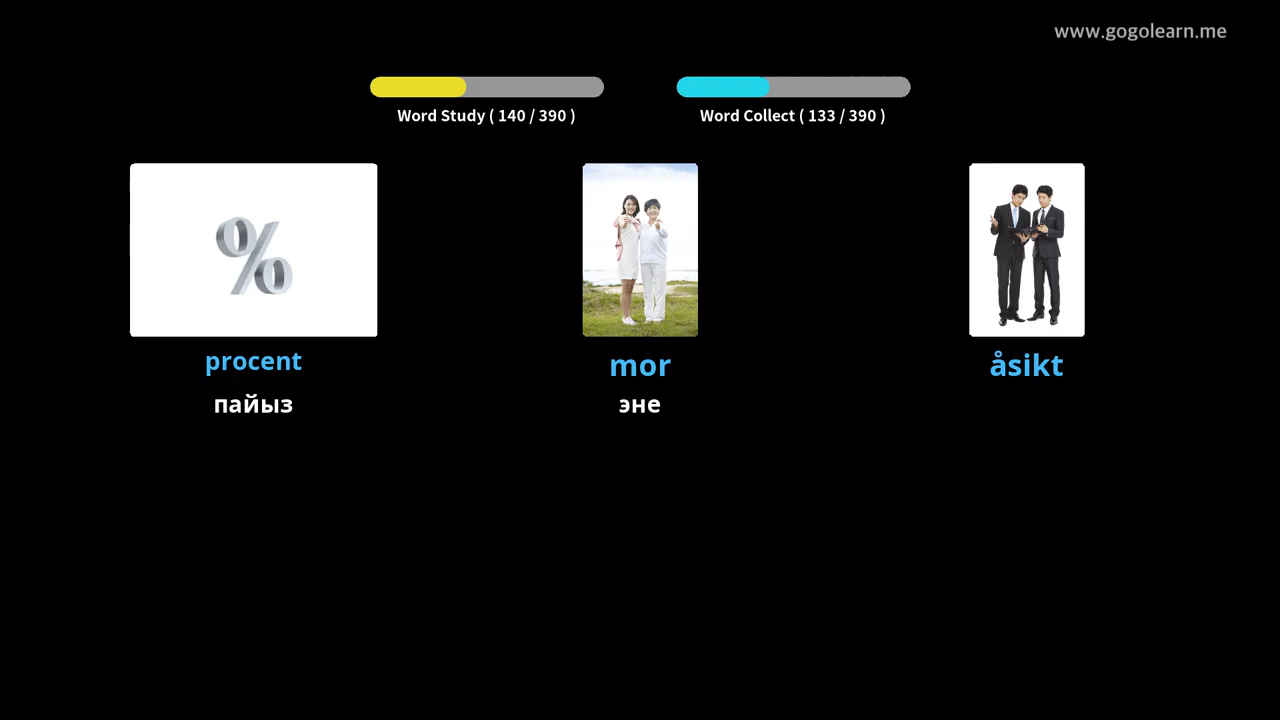 www.gogolearn.me
Word Study ( 140 / 390 )
Word Collect ( 133 / 390 )
%
procent
mor
åsikt
пайыз
эне